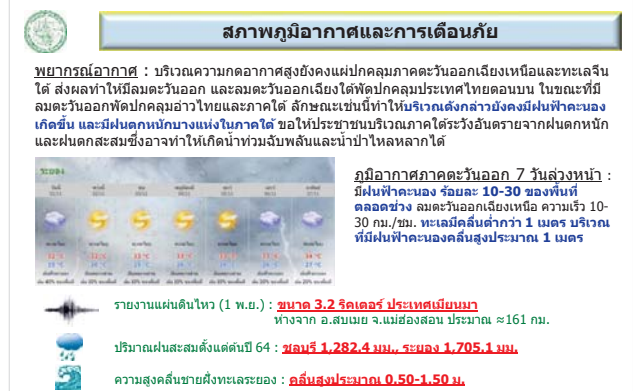 สภาพภูมิอากาศและการเตือนภัย
พยากรณ์อากาศ : บริเวณความกดอากาศสูงยังคงแผ่ปกคลุมภาคตะวันออกเฉียงเหนือและทะเลจีน
ใต้ ส่งผลทำให้มีลมตะวันออก และลมตะวันออกเฉียงใต้พัดปกคลุมประเทศไทยตอนบน ในขณะที่มี
ลมตะวันออกพัดปกคลุมอ่าวไทยและภาคใต้ ลักษณะเช่นนี้ทำให้บริเวณดังกล่าวยังคงมีฝนฟ้าคะนอง
เกิดขึ้น และมีฝนตกหนักบางแห่งในภาคใต้ ขอให้ประชาชนบริเวณภาคใต้ระวังอันตรายจากฝนตกหนัก
และฝนตกสะสมซึ่งอาจทำให้เกิดน้ำท่วมฉับพลันและน้ำป่าไหลหลากได้
ระยอง
ภูมิอากาศภาคตะวันออก 7 วันล่วงหน้า :
มีฝนฟ้าคะนอง ร้อยละ 10-30 ของพื้นที่
ตลอดช่วง ลมตะวันออกเฉียงเหนือ ความเร็ว 10-
30 กม./ชม. ทะเลมีคลื่นต่ำกว่า 1 เมตร บริเวณ
ที่มีฝนฟ้าคะนองคลื่นสูงประมาณ 1 เมตร
รายงานแผ่นดินไหว (1 พ.ย.) : ขนาด 3.2 ริคเตอร์ ประเทศเมียนมา
ห่างจาก อ.สบเมย จ.แม่ฮ่องสอน ประมาณ ≈161 กม.
ปริมาณฝนสะสมตั้งแต่ต้นปี 64 : ชลบุรี 1,282.4 มม., ระยอง 1,705.1 มม.
ความสูงคลื่นชายฝั่งทะเลระยอง : คลื่นสูงประมาณ 0.50-1.50 ม.